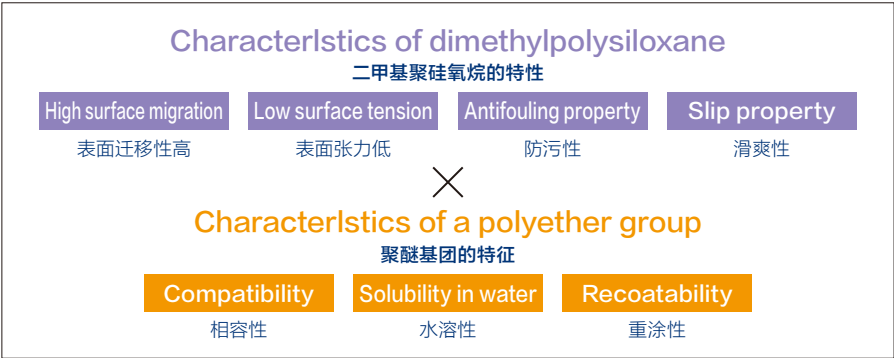 CharacterIstics of dimethylpolysiloxane
二甲基聚硅氧烷的特性
High surface migration Low surface tension Antifouling property Slip property
表面迁移性高 表面张力低 防污性 滑爽性
×
CharacterIstics of a polyether group
聚醚基团的特征
Compatibility Solubility in water Recoatability
相容性 水溶性 重涂性